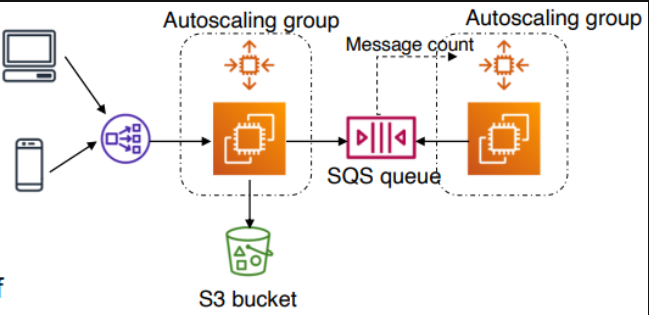 Autoscaling group
Autoscaling group
Message count
SQS queue
S3 bucket
f